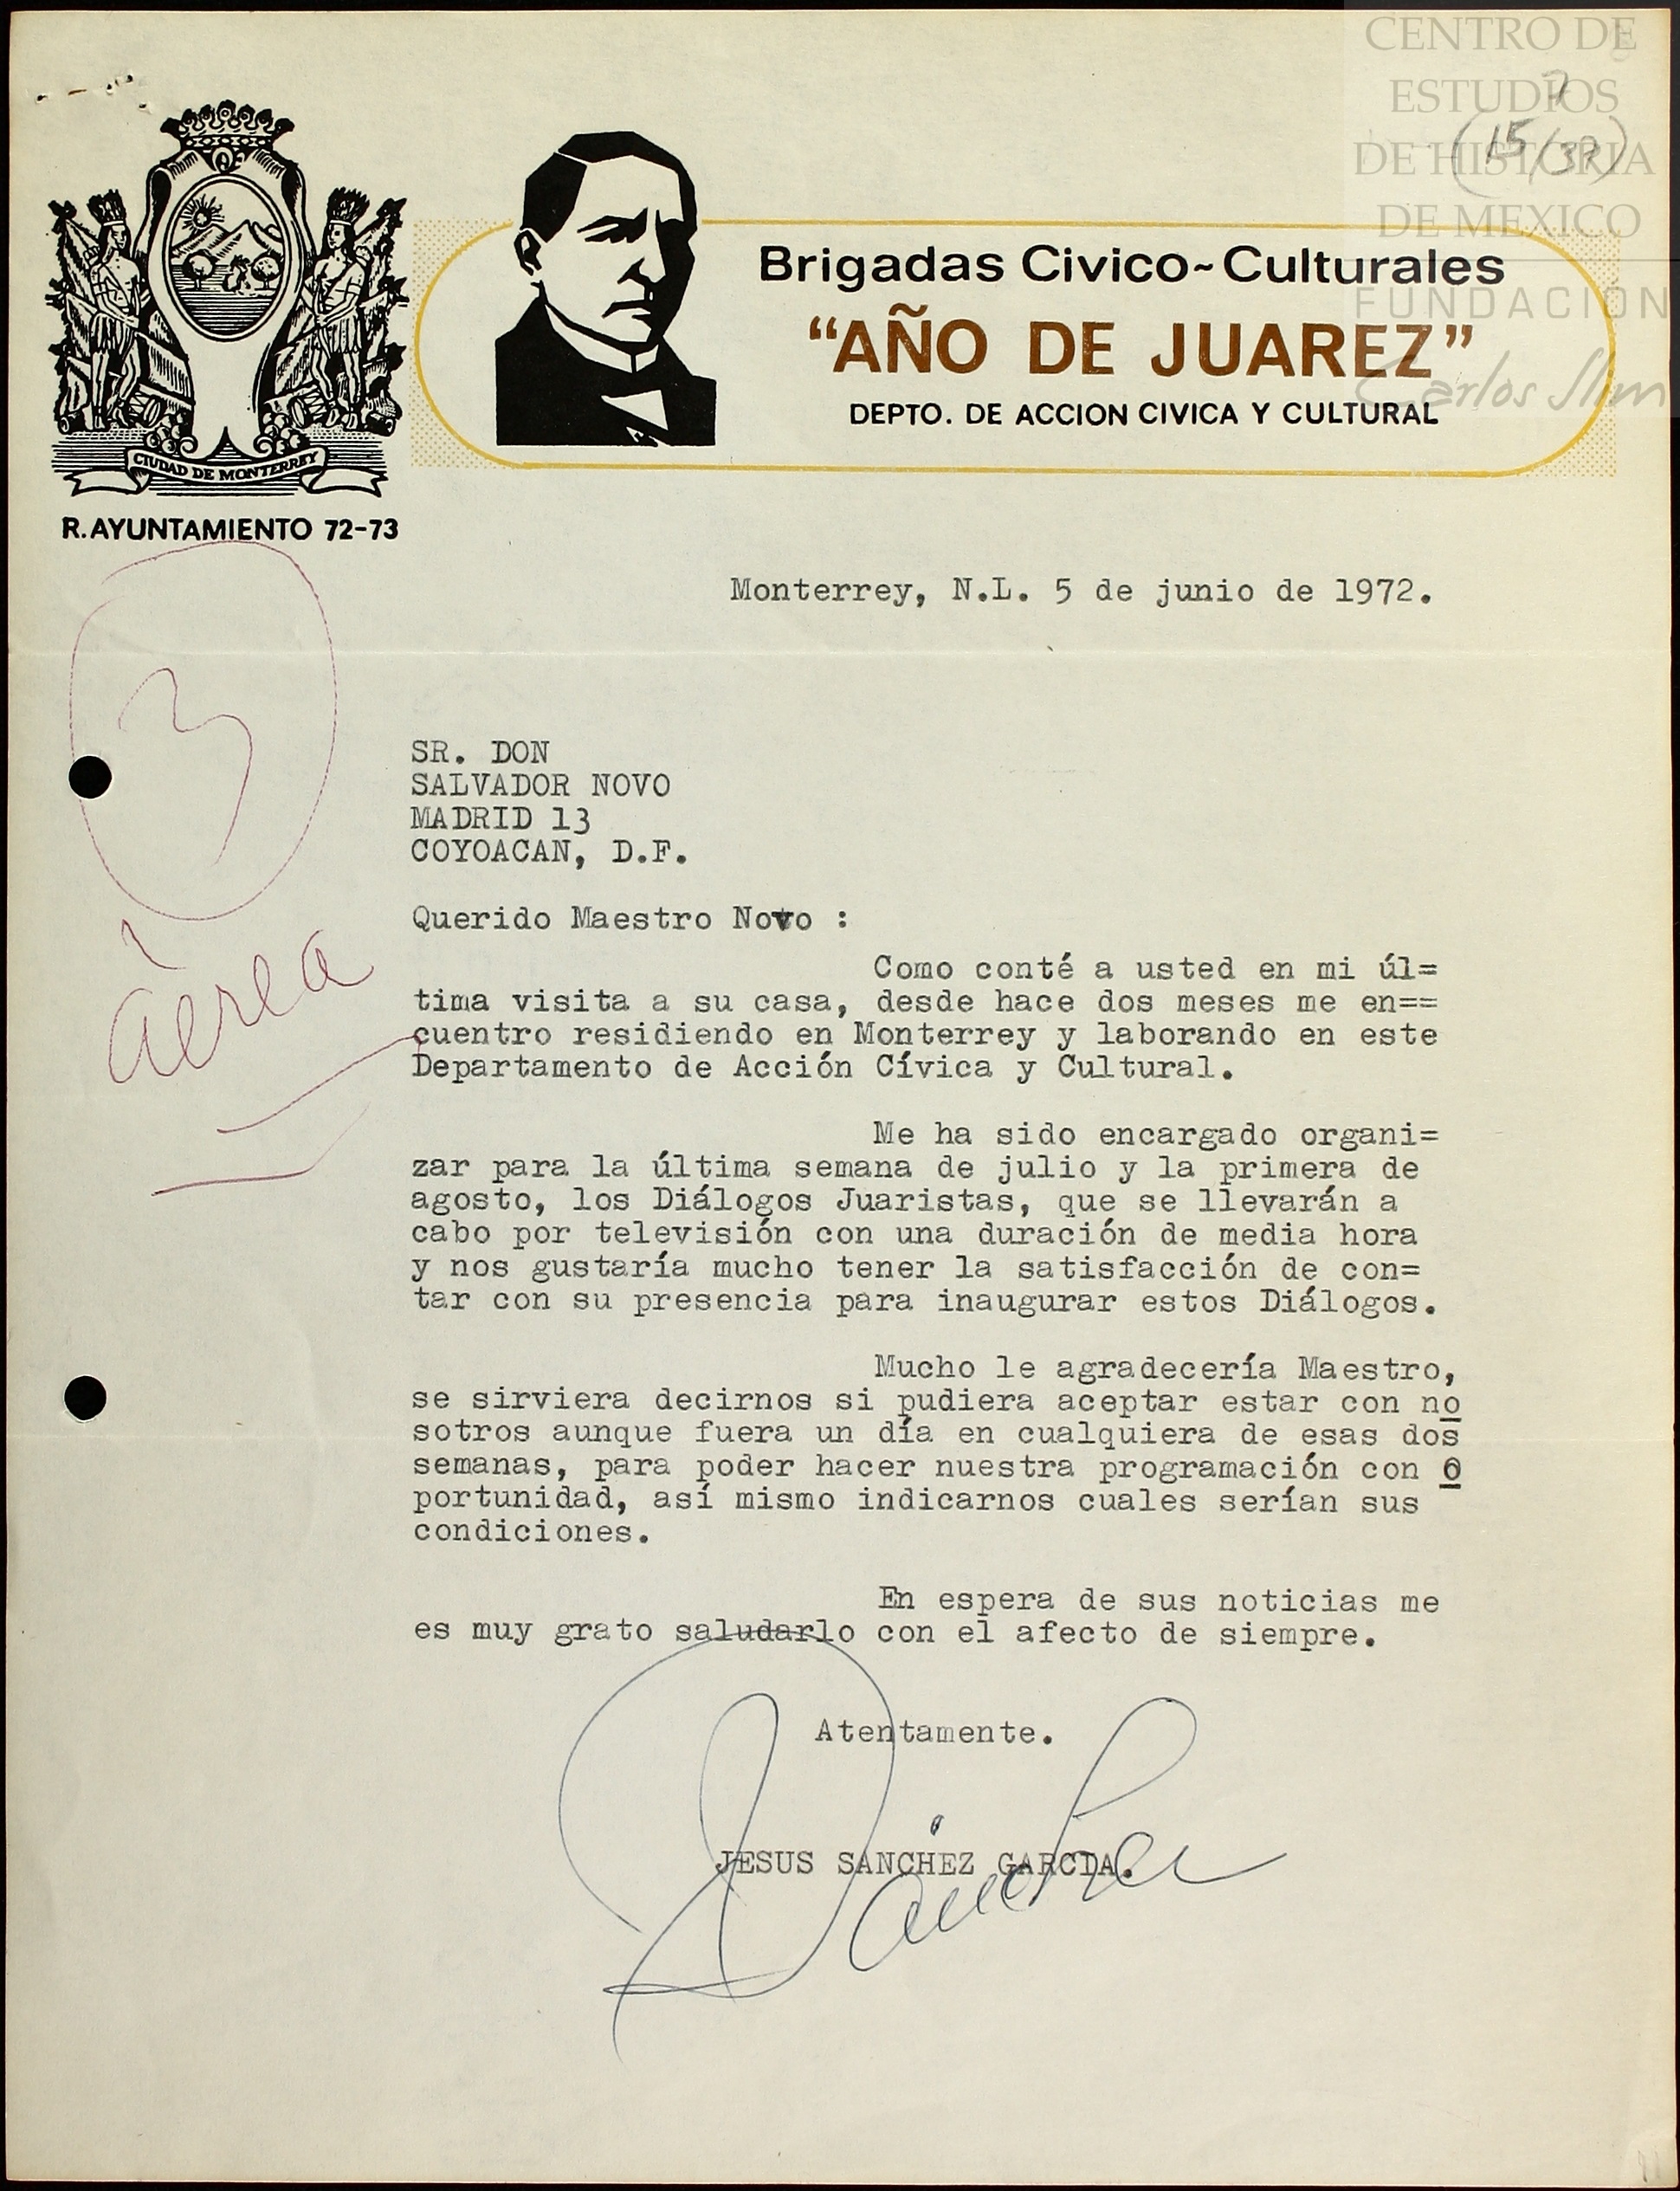 CENTRO DE
ESTUDIOS
DE HISTORIA
DE MEXICO
FUNDACION
Carlos Slim
7
(15/37)
CIUDAD DE MONTERREY
R. AYUNTAMIENTO 72-73
Brigadas Civico~Culturales
“AÑO DE JUAREZ”
DEPTO. DE ACCION CIVICA Y CULTURAL
Monterrey, N.L. 5 de junio de 1972.
3
aérea
SR. DON
SALVADOR NOVO
MADRID 13
COYOACAN, D.F.
Querido Maestro Novo :
Como conté a usted en mi úl=
tima visita a su casa, desde hace dos meses me en==
cuentro residiendo en Monterrey y laborando en este
Departamento de Acción Cívica y Cultural.
Me ha sido encargado organi=
zar para la última semana de julio y la primera de
agosto, los Diálogos Juaristas, que se llevarán a
cabo por televisión con una duración de media hora
y nos gustaría mucho tener la satisfacción de con=
tar con su presencia para inaugurar estos Diálogos.
Mucho le agradecería Maestro,
se sirviera decirnos si pudiera aceptar estar con no
sotros aunque fuera un día en cualquiera de esas dos
semanas, para poder hacer nuestra programación con o
portunidad, así mismo indicarnos cuales serían sus
condiciones.
En espera de sus noticias me
es muy grato saludarlo con el afecto de siempre.
Atentamente.
JESUS SANCHEZ GARCIA.
Sánchez